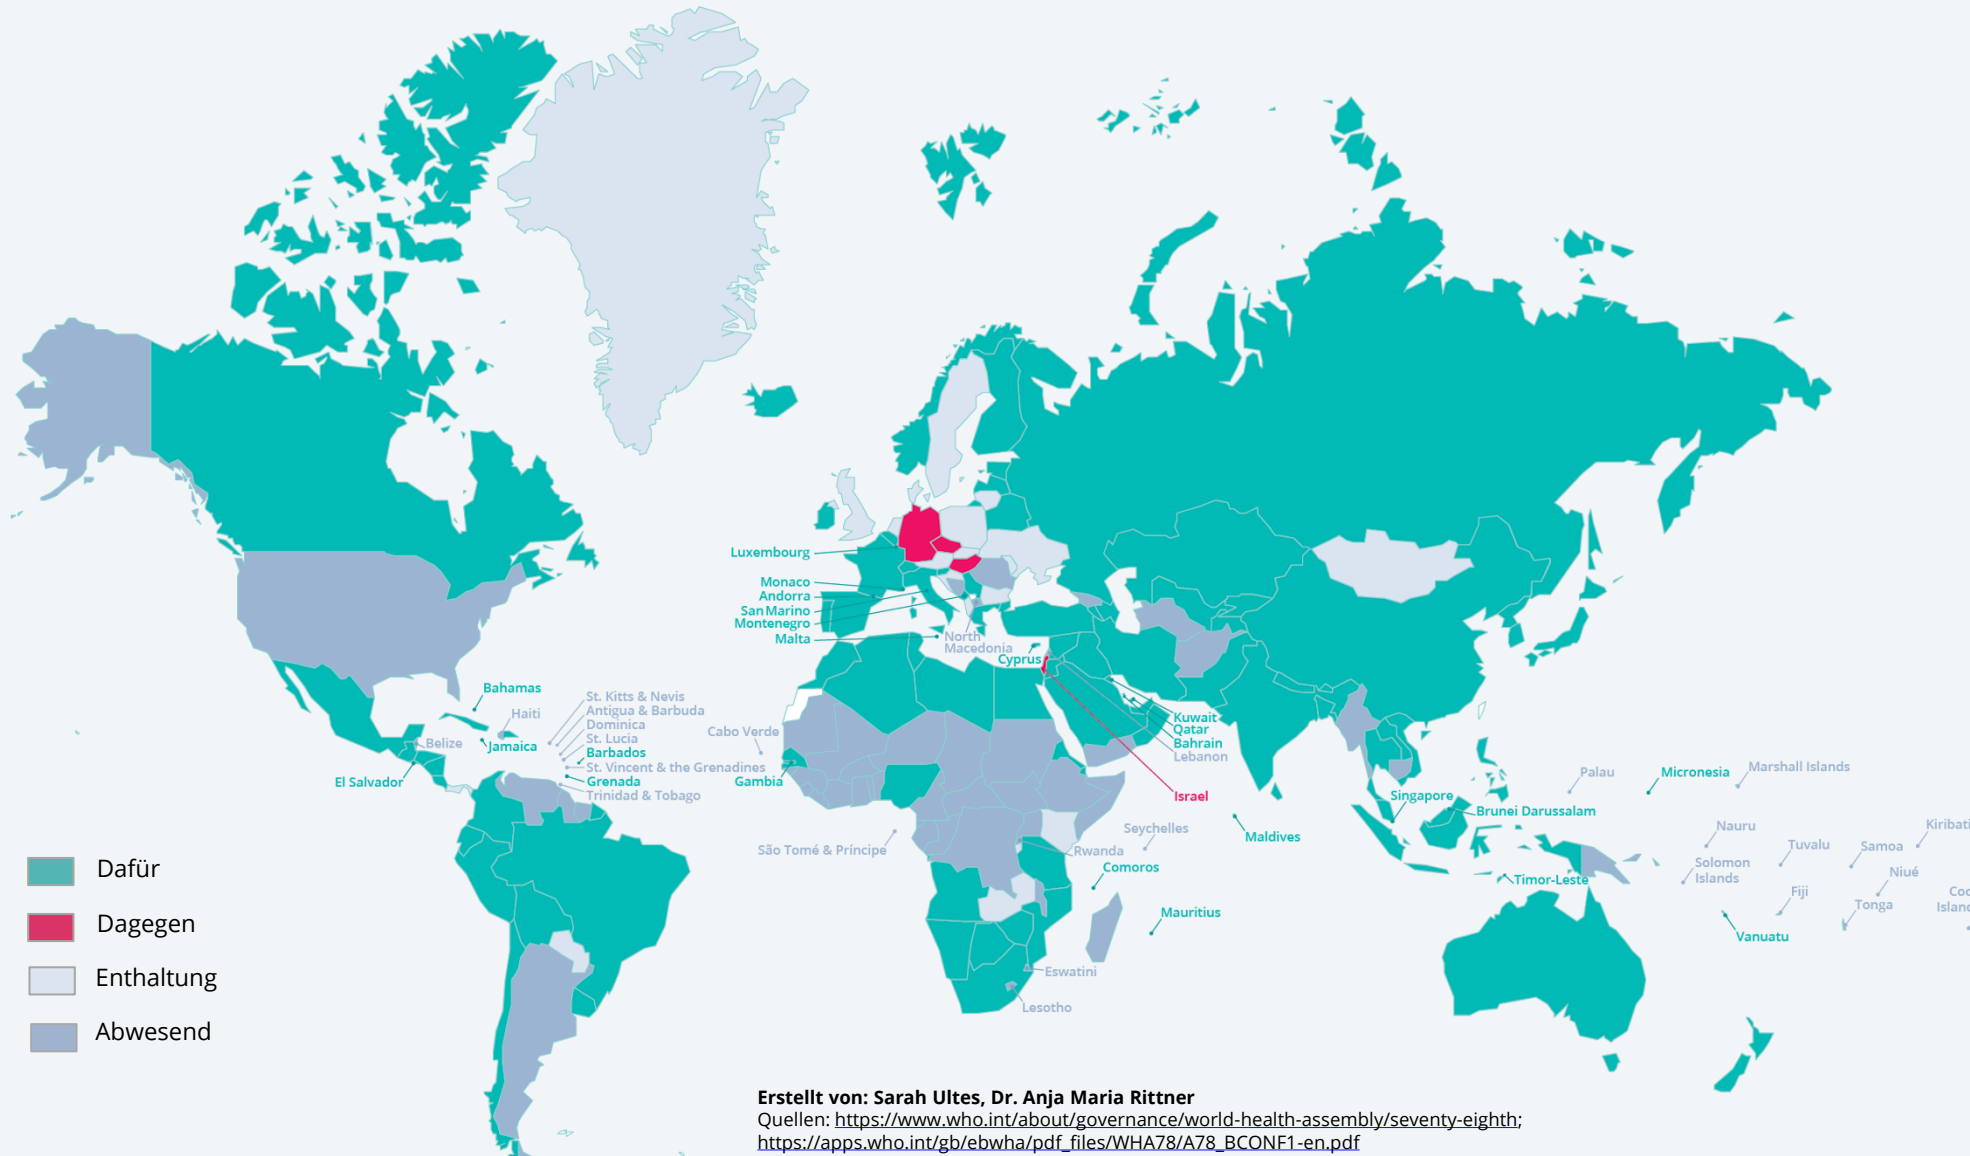 Luxembourg
Monaco
Andorra
San Marino
Montenegro
Malta
North
Macedonia
Cyprus
Bahamas
Haiti
Belize
Jamaica
El Salvador
St. Kitts & Nevis
Antigua & Barbuda
Dominica
St. Lucia
Barbados
St. Vincent & the Grenadines
Grenada
Trinidad & Tobago
Cabo Verde
Gambia
São Tomé & Príncipe
Kuwait
Qatar
Bahrain
Lebanon
Israel
Seychelles
Rwanda
Comoros
Maldives
Mauritius
Eswatini
Lesotho
Singapore
Brunei Darussalam
Timor-Leste
Palau
Micronesia
Marshall Islands
Nauru
Solomon
Islands
Tuvalu
Samoa
Kiribati
Niué
Fiji
Tonga
Vanuatu
Dafür
Dagegen
Enthaltung
Abwesend
Erstellt von: Sarah Ultes, Dr. Anja Maria Rittner
Quellen: https://www.who.int/about/governance/world-health-assembly/seventy-eighth;
https://apps.who.int/gb/ebwha/pdf_files/WHA78/A78_BCONF1-en.pdf